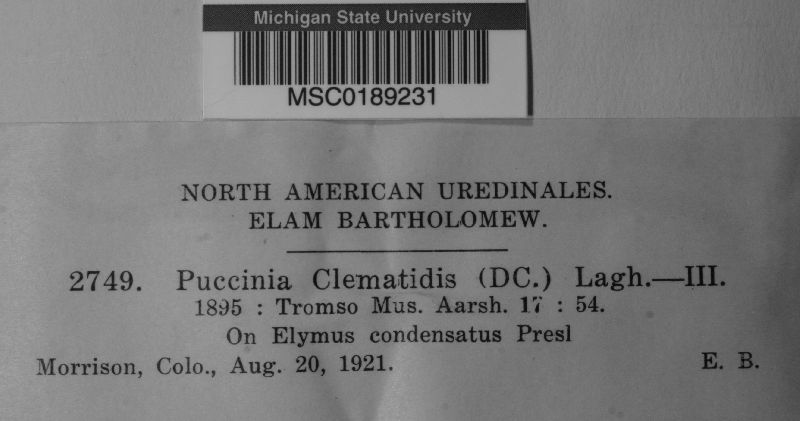 Michigan State University
MSC0189231
NORTH AMERICAN UREDINALES.
ELAM BARTHOLOMEW.
2749. Puccinia Clematidis (DC.) Lagh.—III.
1895 : Tromso Mus. Aarsh. 17 : 54.
On Elymus condensatus Presl
Morrison, Colo., Aug. 20, 1921. E. B.